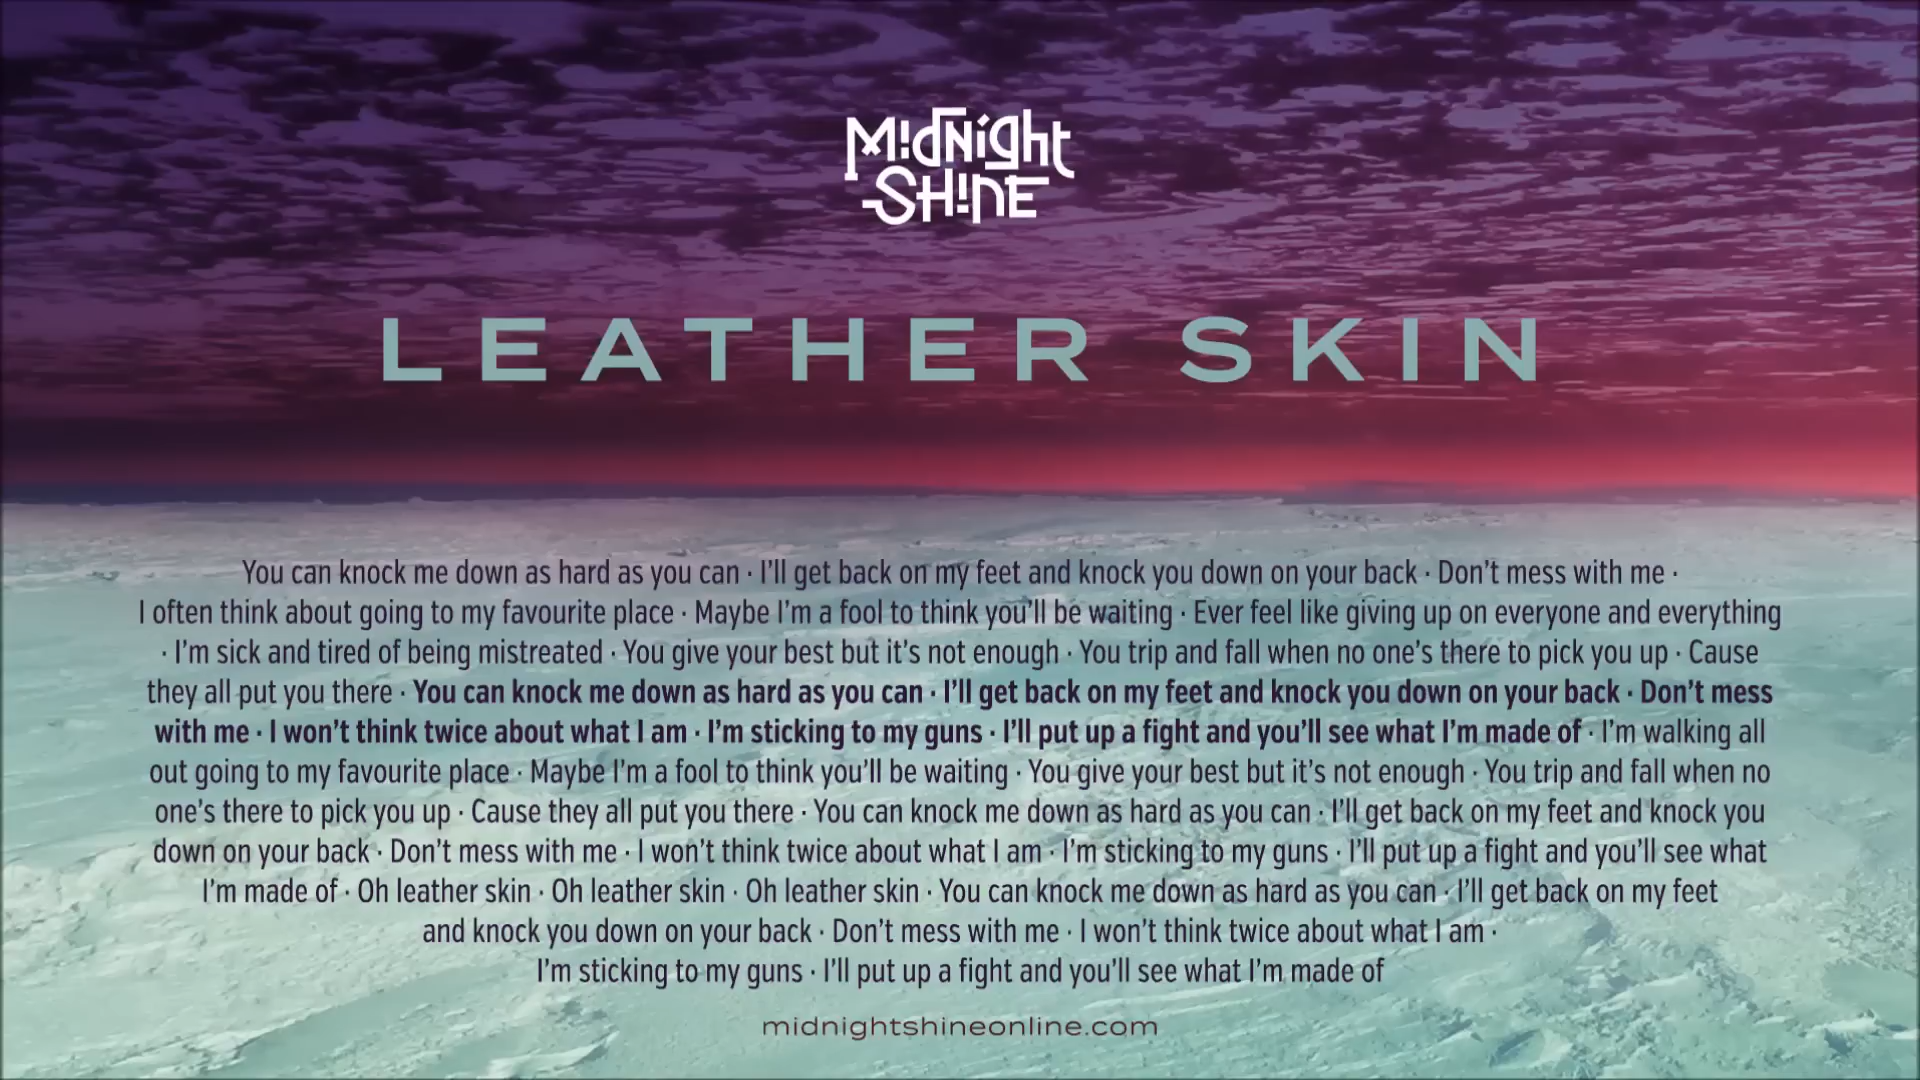 Midnight
Shine
LEATHER SKIN
You can knock me down as hard as you can · I'll get back on my feet and knock you down on your back · Don't mess with me ·
I often think about going to my favourite place · Maybe I'm a fool to think you'll be waiting · Ever feel like giving up on everyone and everything
· I'm sick and tired of being mistreated · You give your best but it's not enough · You trip and fall when no one's there to pick you up · Cause
they all put you there · You can knock me down as hard as you can · I'll get back on my feet and knock you down on your back · Don't mess
with me · I won't think twice about what I am · I'm sticking to my guns · I'll put up a fight and you'll see what I'm made of · I'm walking all
out going to my favourite place · Maybe I'm a fool to think you'll be waiting · You give your best but it's not enough · You trip and fall when no
one's there to pick you up · Cause they all put you there · You can knock me down as hard as you can · I'll get back on my feet and knock you
down on your back · Don't mess with me · I won't think twice about what I am · I'm sticking to my guns · I'll put up a fight and you'll see what
I'm made of · Oh leather skin · Oh leather skin · Oh leather skin · You can knock me down as hard as you can · I'll get back on my feet
and knock you down on your back · Don't mess with me · I won't think twice about what I am ·
I'm sticking to my guns · I'll put up a fight and you'll see what I'm made of
midnightshineonline.com